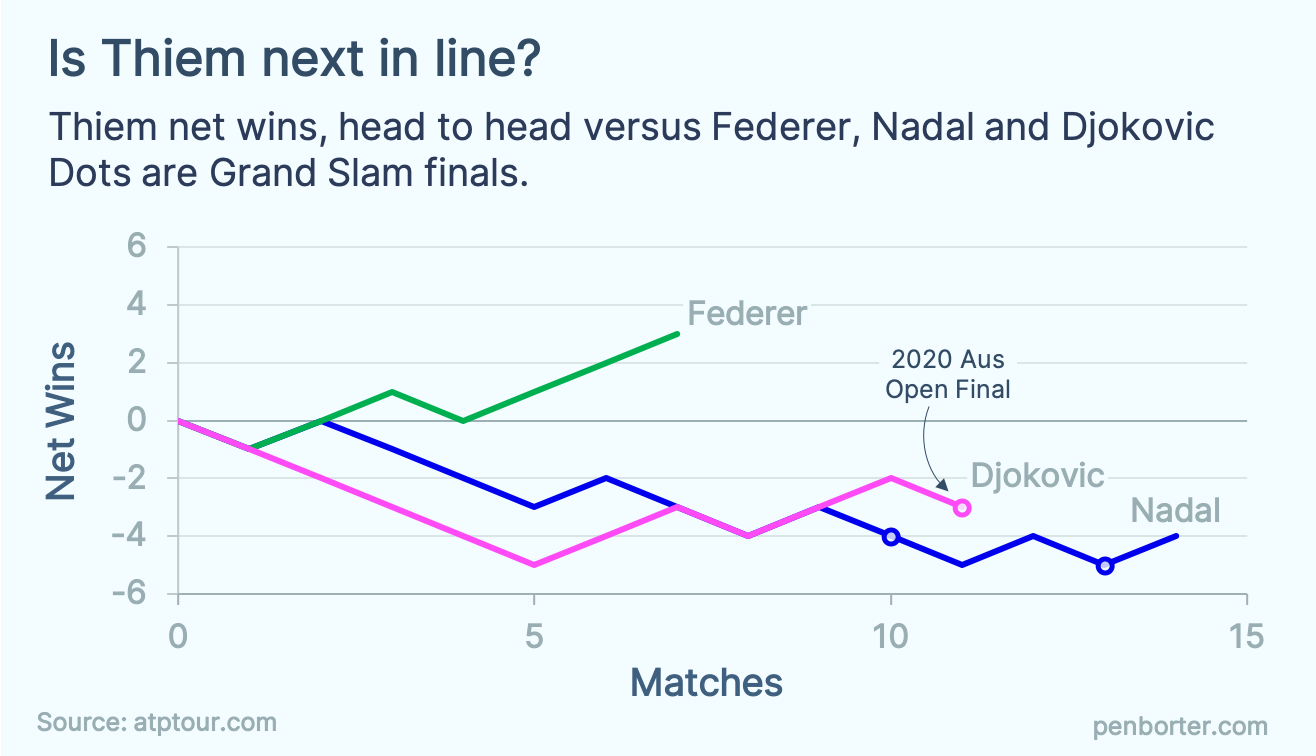 Is Thiem next in line?
Thiem net wins, head to head versus Federer, Nadal and Djokovic
Dots are Grand Slam finals.
6
4
2
0
-2
-4
-6
Net Wins
Federer
2020 Aus
Open Final
Djokovic
Nadal
0
5
10
15
Matches
Source: atptour.com
penborter.com